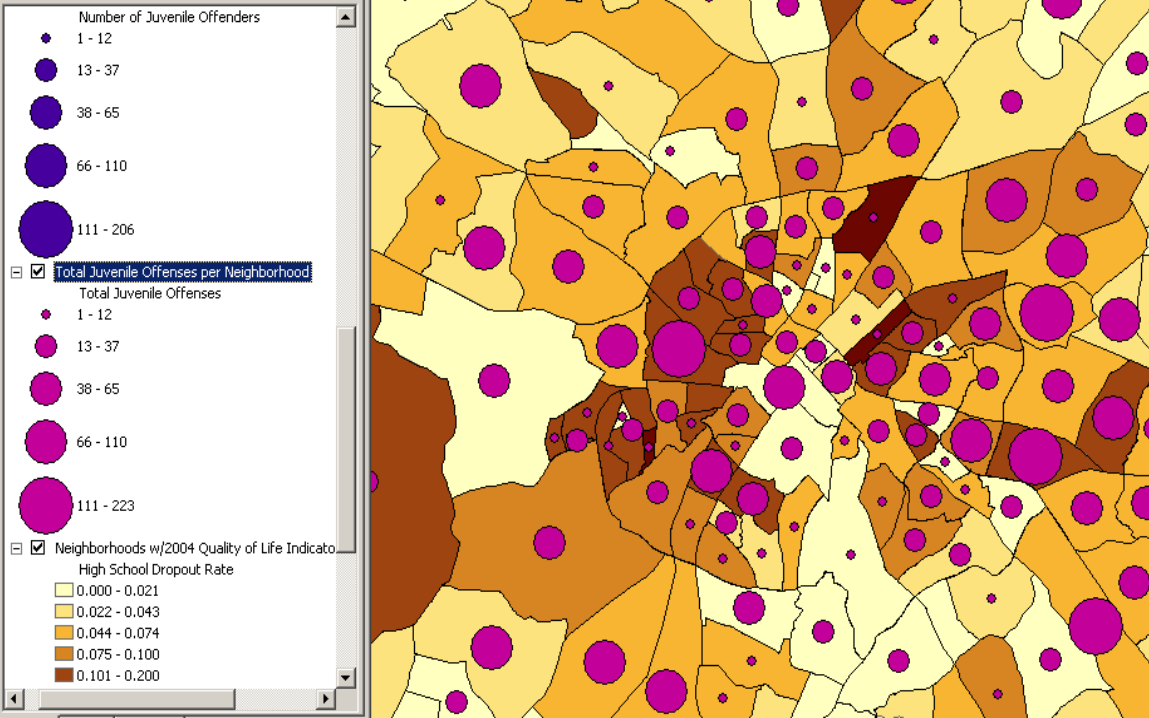 Number of Juvenile Offenders
1 - 12
13 - 37
38 - 65
66 - 110
111 - 206
Total Juvenile Offenses per Neighborhood
Total Juvenile Offenses
1 - 12
13 - 37
38 - 65
66 - 110
111 - 223
Neighborhoods w/2004 Quality of Life Indicato
High School Dropout Rate
0.000 - 0.021
0.022 - 0.043
0.044 - 0.074
0.075 - 0.100
0.101 - 0.200